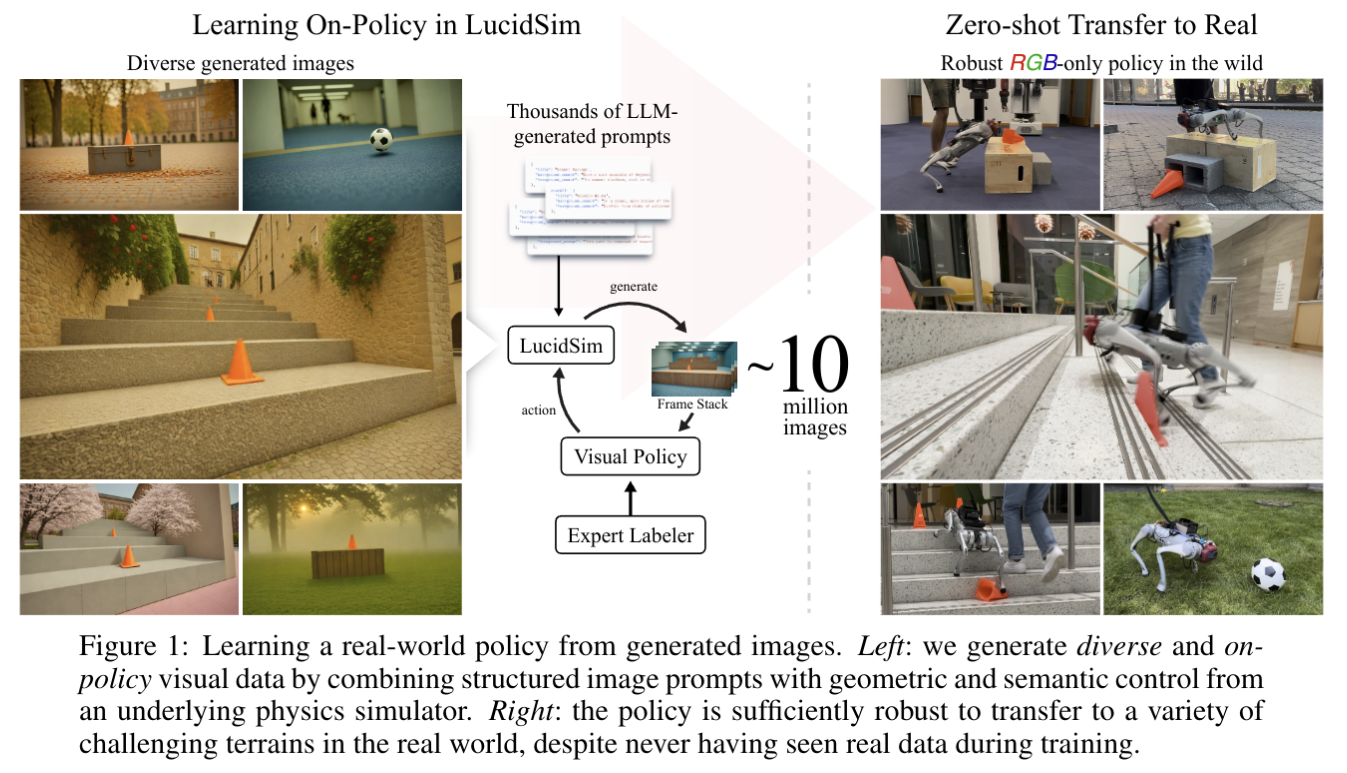 Learning On-Policy in LucidSim
Zero-shot Transfer to Real
Diverse generated images
Robust RGB-only policy in the wild
Thousands of LLM-
generated prompts
generate
LucidSim
~10
million
images
Frame Stack
action
Visual Policy
Expert Labeler
Figure 1: Learning a real-world policy from generated images. Left: we generate diverse and on-
policy visual data by combining structured image prompts with geometric and semantic control from
an underlying physics simulator. Right: the policy is sufficiently robust to transfer to a variety of
challenging terrains in the real world, despite never having seen real data during training.